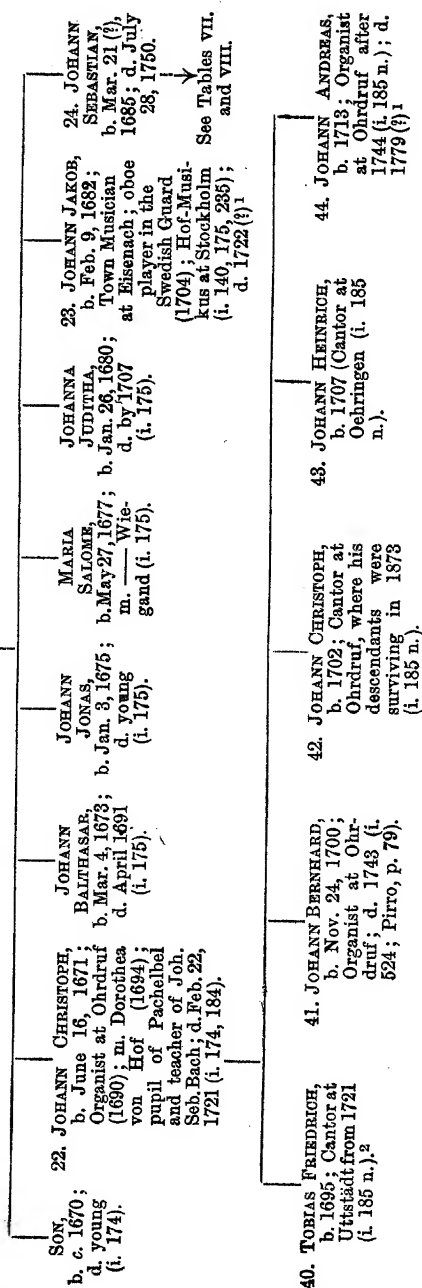 SON,
b. c. 1670;
d. young
(i. 174).
22. JOHANN CHRISTOPH,
b. June 16, 1671;
Organist at Ohrdruf
(1690); m. Dorothea
von Hof (1694);
pupil of Pachelbel
and teacher of Joh.
Seb. Bach; d. Feb. 22,
1721 (i. 174, 184).
JOHANN
BALTHASAR,
b. Mar. 4, 1673;
d. April 1691
(i. 175).
JOHANN
JONAS,
b. Jan. 3, 1675;
d. young
(i. 175).
MARIA
SALOME,
b. May 27, 1677;
m. —— Wie-
gand (i. 175).
JOHANNA
JUDITHA,
b. Jan. 26, 1680;
d. by 1707
(i. 175).
23. JOHANN JAKOB,
b. Feb. 9, 1682;
Town Musician
at Eisenach; oboe
player in the
Swedish Guard
(1704); Hof-Musi-
kus at Stockholm
(i. 140, 175, 235);
d. 1722 (?)¹
24. JOHANN
SEBASTIAN,
b. Mar. 21 (?),
1685; d. July
28, 1750.
See Tables VII.
and VIII.
40. TOBIAS FRIEDRICH,
b. 1695; Cantor at
Uttstädt from 1721
(i. 185 n.).²
41. JOHANN BERNHARD,
b. Nov. 24, 1700;
Organist at Ohr-
druf; d. 1743 (i.
524; Pirro, p. 79).
42. JOHANN CHRISTOPH,
b. 1702; Cantor at
Ohrdruf, where his
descendants were
surviving in 1873
(i. 185 n.).
43. JOHANN HEINRICH,
b. 1707 (Cantor at
Oehringen (i. 185
n.).
44. JOHANN ANDREAS,
b. 1713; Organist
at Ohrdruf after
1744 (i. 185 n.); d.
1779 (?)¹